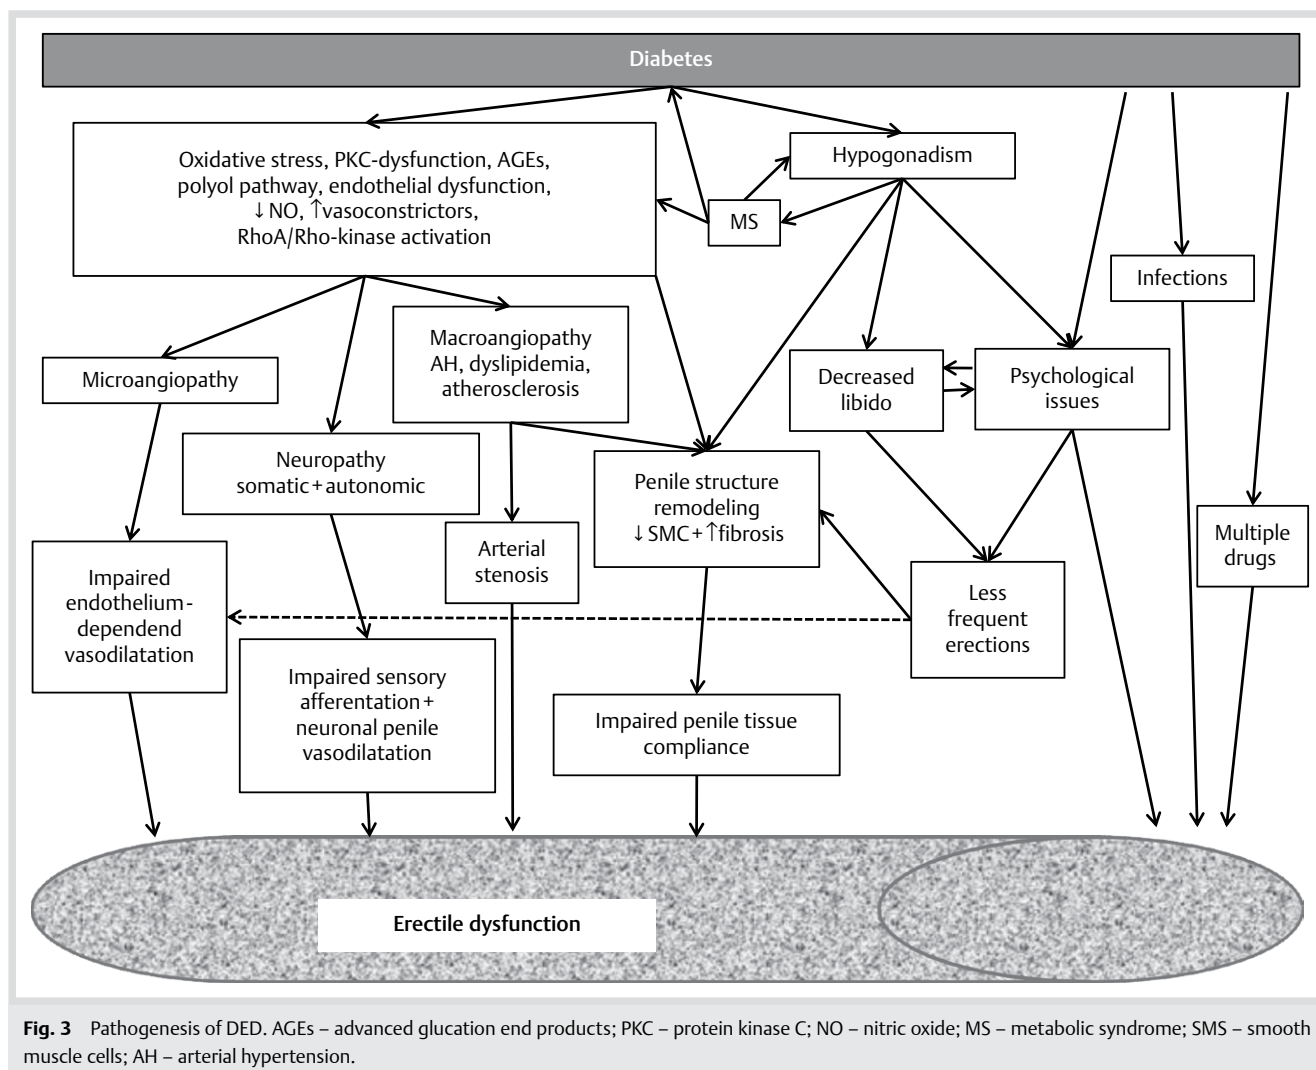 Diabetes
Oxidative stress, PKC-dysfunction, AGEs,
polyol pathway, endothelial dysfunction,
↓NO, ↑vasoconstrictors,
RhoA/Rho-kinase activation
Hypogonadism
MS
Infections
Macroangiopathy
AH, dyslipidemia,
atherosclerosis
Microangiopathy
Decreased
libido
Psychological
issues
Neuropathy
somatic+autonomic
Penile structure
remodeling
↓SMC+↑fibrosis
Multiple
drugs
Arterial
stenosis
Impaired
endothelium-
dependend
vasodilatation
Less
frequent
erections
Impaired sensory
afferentation+
neuronal penile
vasodilatation
Impaired penile tissue
compliance
Erectile dysfunction
Fig. 3 Pathogenesis of DED. AGEs – advanced glucation end products; PKC – protein kinase C; NO – nitric oxide; MS – metabolic syndrome; SMS – smooth
muscle cells; AH – arterial hypertension.